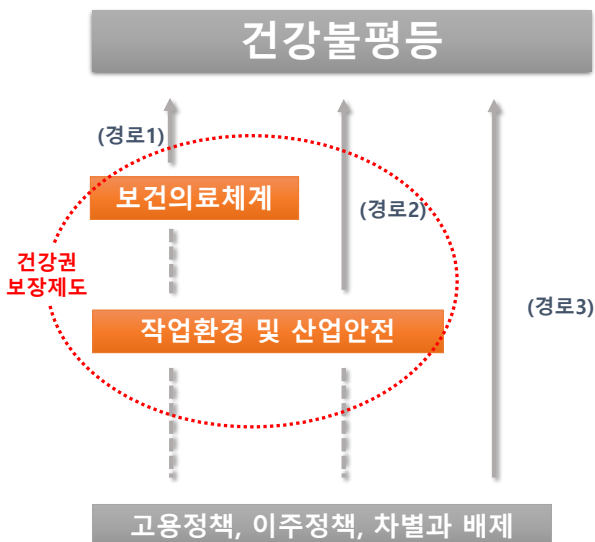 건강불평등
(경로1)
보건의료체계
(경로2)
건강권
보장제도
(경로3)
작업환경 및 산업안전
고용정책, 이주정책, 차별과 배제